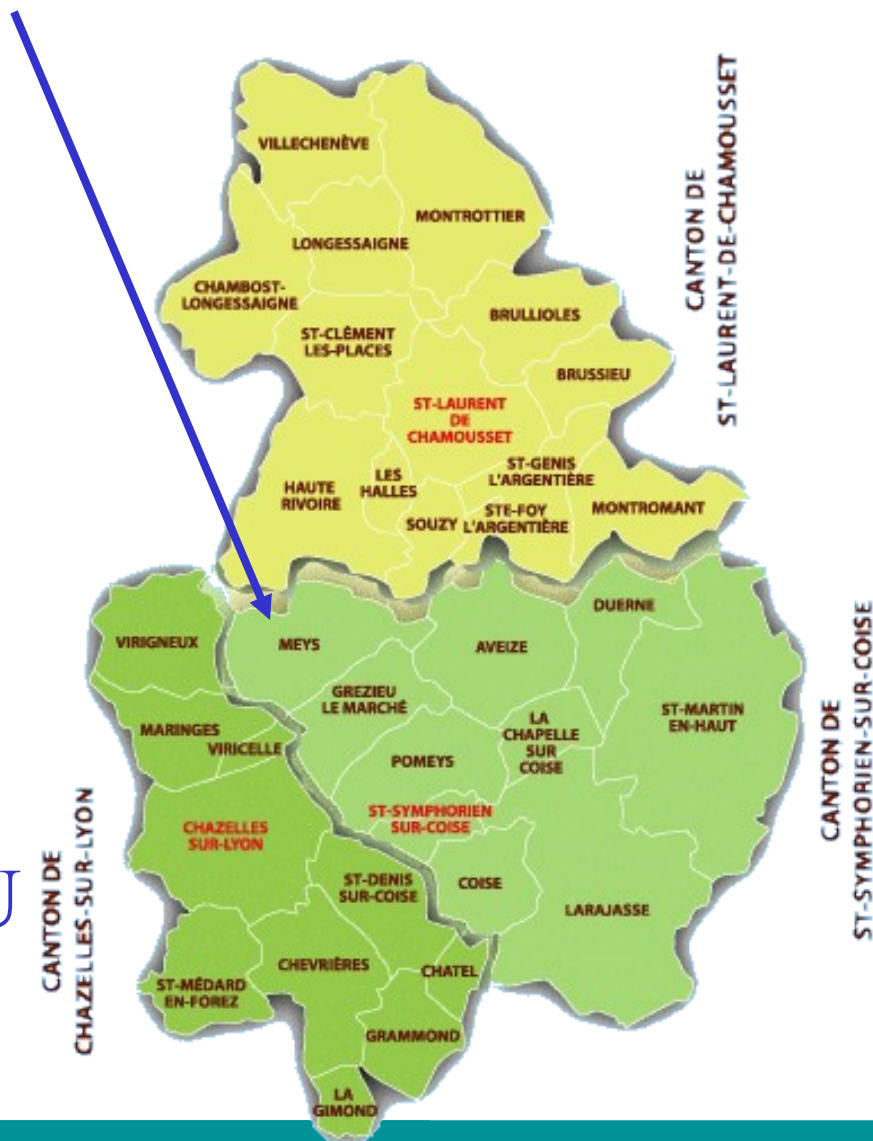 CANTON DE
ST-LAURENT-DE-CHAMOUSSET
VILLECHENÈVE
MONTROTTIER
LONGESSAIGNE
CHAMBOST-
LONGESSAIGNE
BRULLIOLES
ST-CLÉMENT
LES-PLACES
BRUSSIEU
ST-LAURENT
DE
CHAMOUSSET
ST-GENIS
L'ARGENTIÈRE
LES
HALLES
HAUTE
RIVOIRE
MONTROMANT
STE-FOY
L'ARGENTIÈRE
SOUZY
DUERNE
VIRIGNEUX
MEYS
AVEIZE
CANTON DE
ST-SYMPHORIEN-SUR-COISE
GREZIEU
LE MARCHÉ
ST-MARTIN
EN-HAUT
MARINGES
VIRICELLE
LA
CHAPELLE
SUR
COISE
POMEYS
ST-SYMPHORIEN
SUR-COISE
CHAZELLES
SUR-LYON
CANTON DE
CHAZELLES-SUR-LYON
U
ST-DENIS
SUR-COISE
COISE
LARAJASSE
CHEVRIÈRES
CHATEL
ST-MÉDARD
EN-FOREZ
GRAMMOND
LA
GIMOND